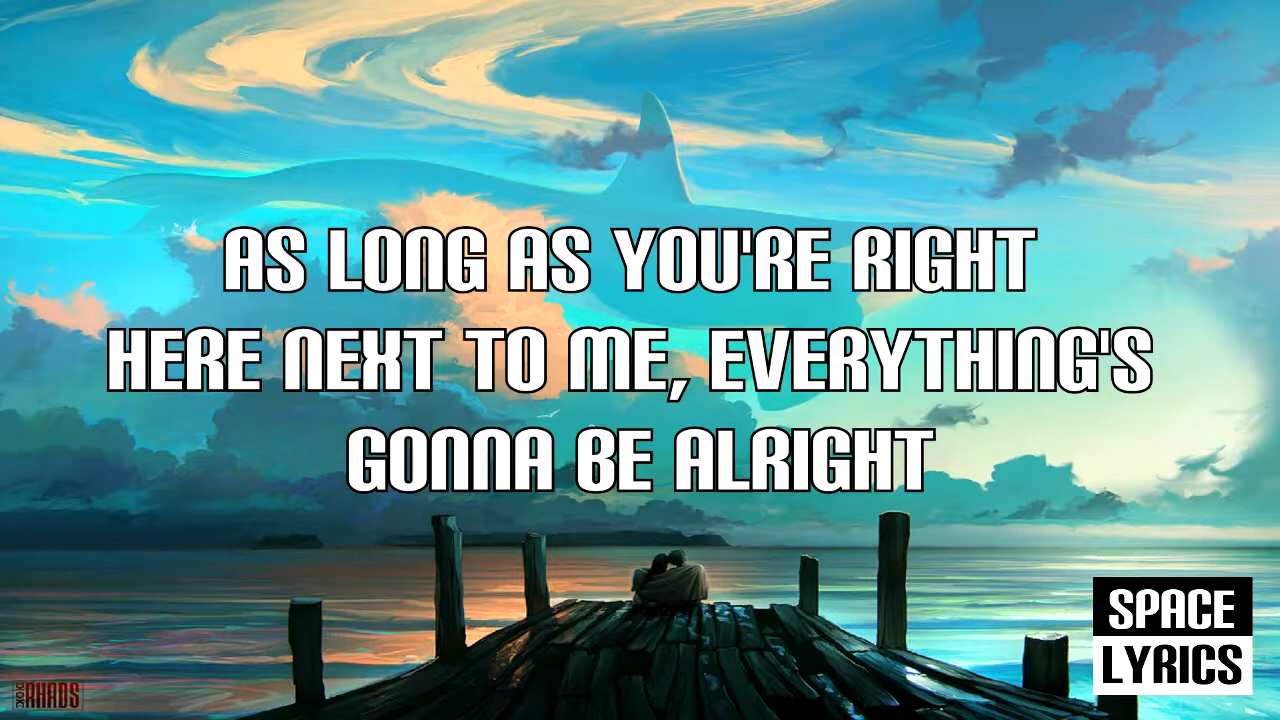 AS LONG AS YOU'RE RIGHT
HERE NEXT TO ME, EVERYTHING'S
GONNA BE ALRIGHT
SPACE
LYRICS
RHADS